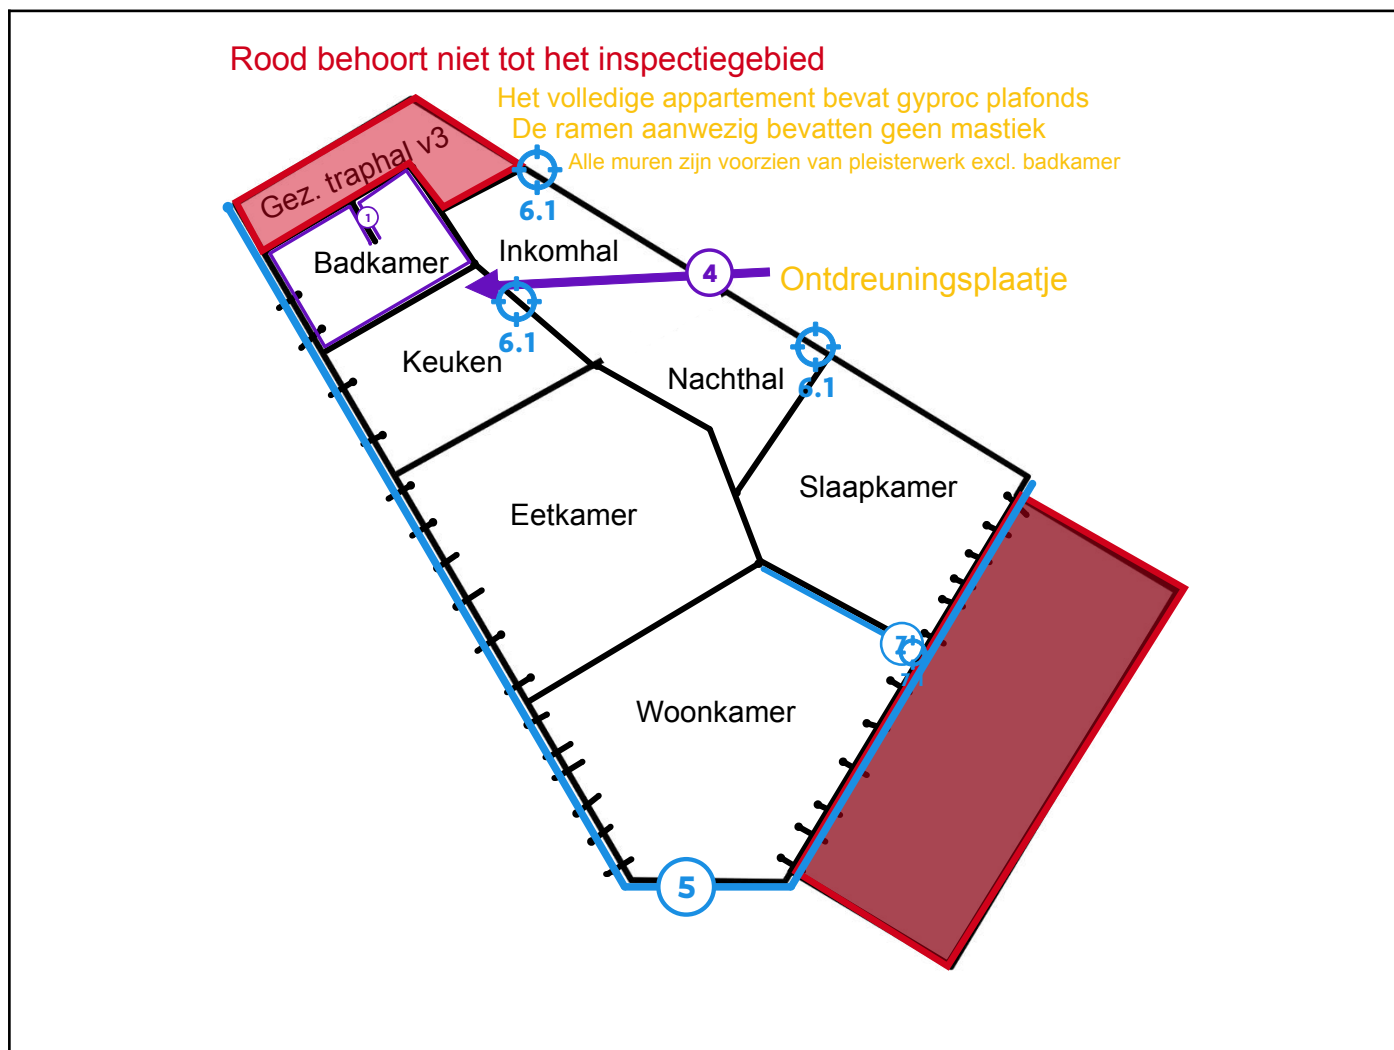 Rood behoort niet tot het inspectiegebied
Het volledige appartement bevat gyproc plafonds
De ramen aanwezig bevatten geen mastiek
Alle muren zijn voorzien van pleisterwerk excl. badkamer
Gez. traphal v3
6.1
1
Badkamer
Inkomhal
4
Ontdreuningsplaatje
6.1
Keuken
Nachthal
6.1
Slaapkamer
Eetkamer
7
Woonkamer
5